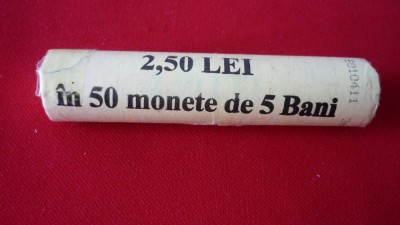 2,50 LEI
în 50 monete de 5 Bani